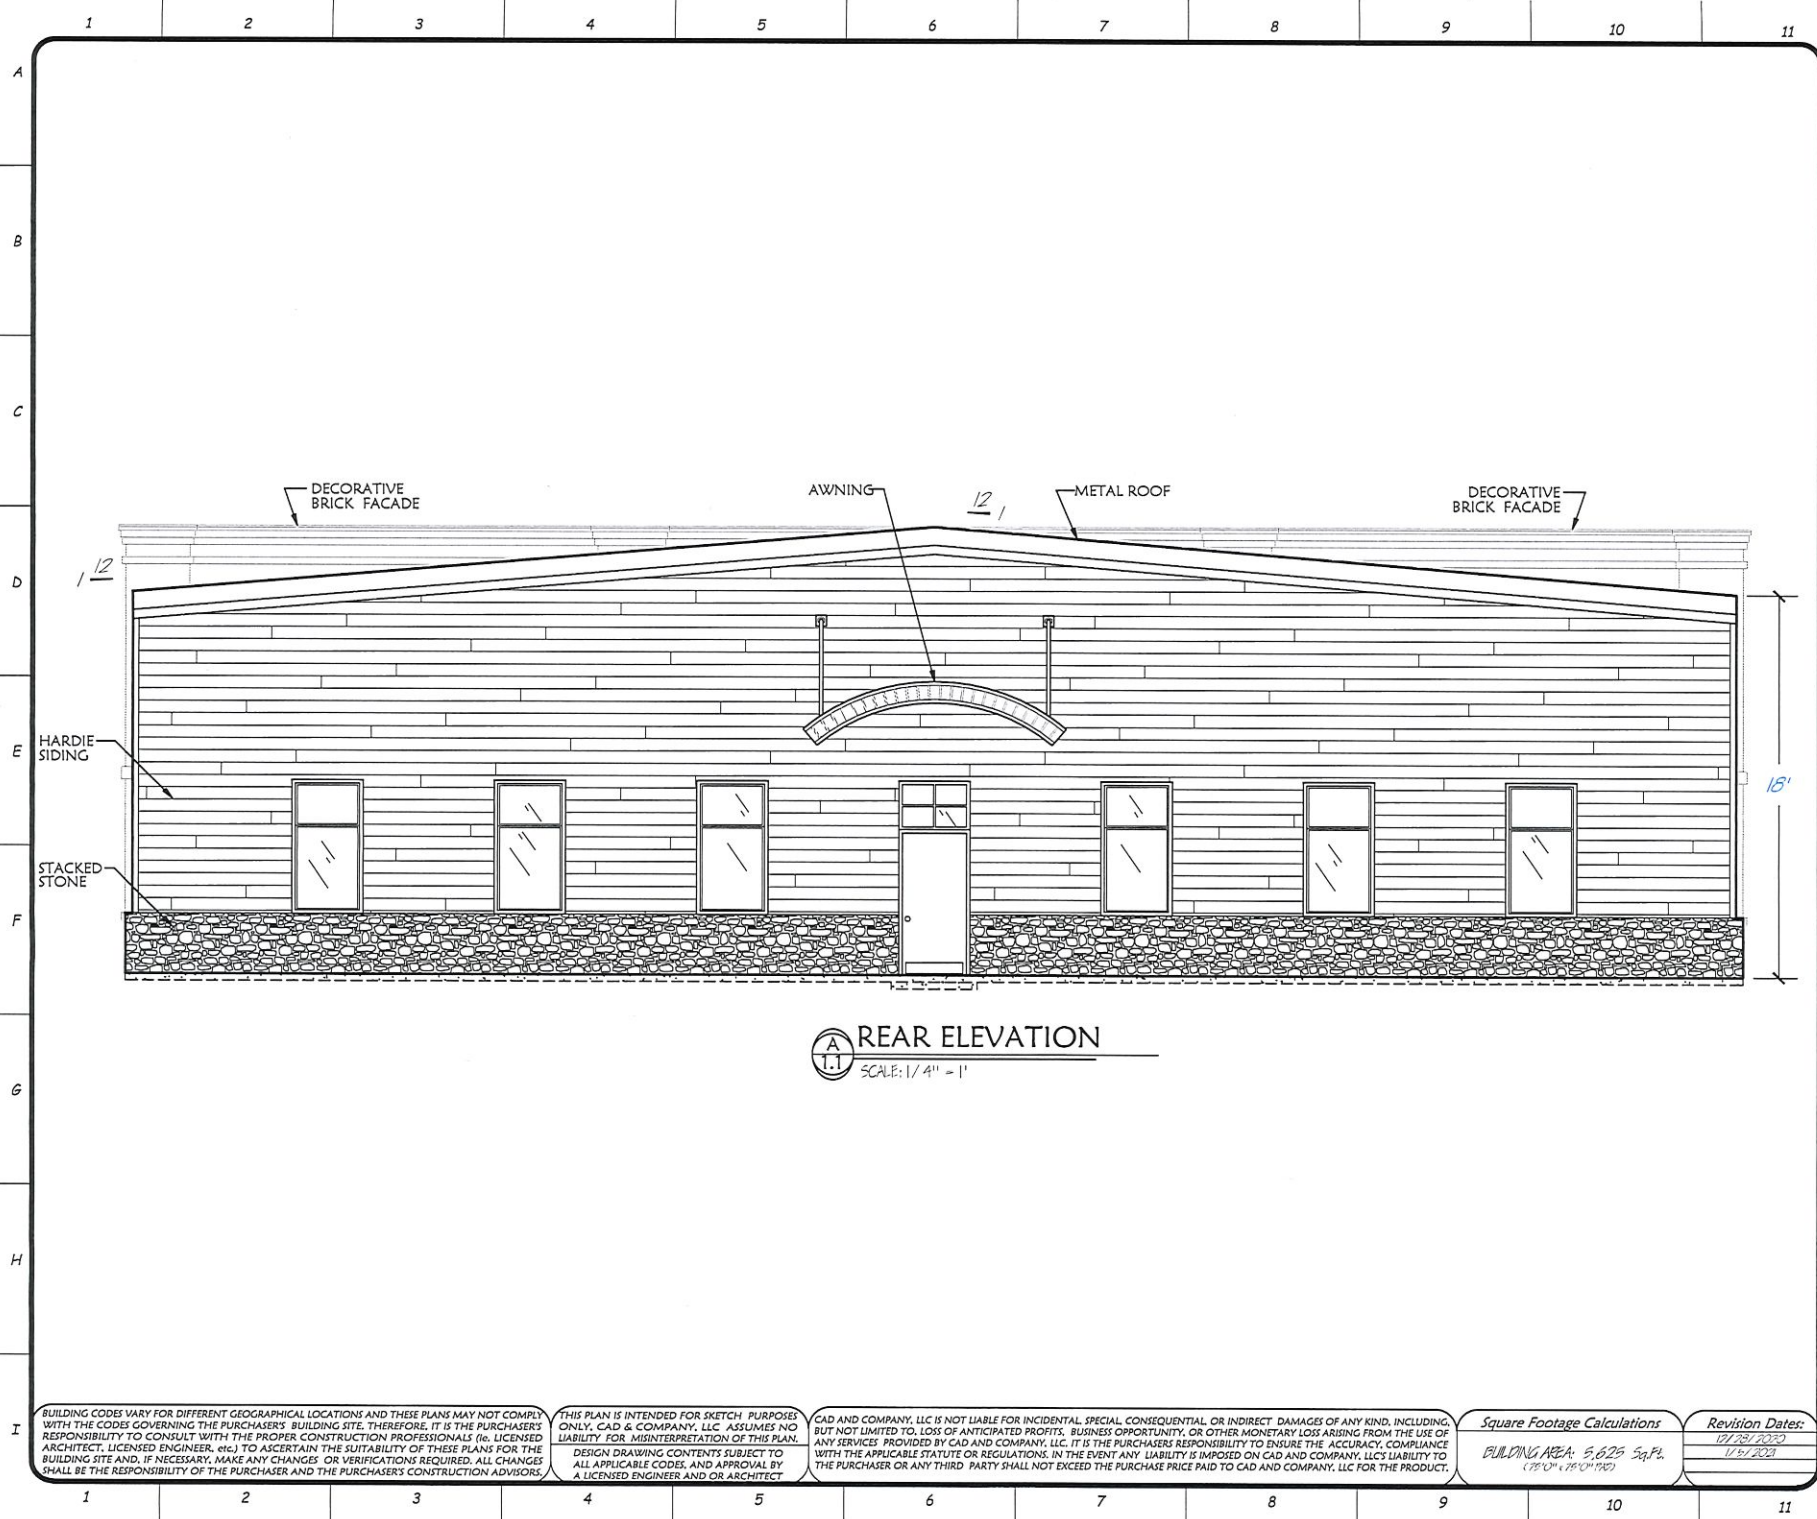 1 2 3 4 5 6 7 8 9 10 11
A
B
C
D
E
F
G
H
I
DECORATIVE
BRICK FACADE
AWNING
12
1
METAL ROOF
DECORATIVE
BRICK FACADE
1 12
HARDIE
SIDING
18'
STACKED
STONE
A
1.1
REAR ELEVATION
SCALE: 1/4" = 1'
BUILDING CODES VARY FOR DIFFERENT GEOGRAPHICAL LOCATIONS AND THESE PLANS MAY NOT COMPLY
WITH THE CODES GOVERNING THE PURCHASER'S BUILDING SITE. THEREFORE, IT IS THE PURCHASER'S
RESPONSIBILITY TO CONSULT WITH THE PROPER CONSTRUCTION PROFESSIONALS (ie. LICENSED
ARCHITECT, LICENSED ENGINEER, etc.) TO ASCERTAIN THE SUITABILITY OF THESE PLANS FOR THE
BUILDING SITE AND, IF NECESSARY, MAKE ANY CHANGES OR VERIFICATIONS REQUIRED. ALL CHANGES
SHALL BE THE RESPONSIBILITY OF THE PURCHASER AND THE PURCHASER'S CONSTRUCTION ADVISORS.
THIS PLAN IS INTENDED FOR SKETCH PURPOSES
ONLY, CAD & COMPANY, LLC ASSUMES NO
LIABILITY FOR MISINTERPRETATION OF THIS PLAN.
DESIGN DRAWING CONTENTS SUBJECT TO
ALL APPLICABLE CODES, AND APPROVAL BY
A LICENSED ENGINEER AND OR ARCHITECT
CAD AND COMPANY, LLC IS NOT LIABLE FOR INCIDENTAL, SPECIAL, CONSEQUENTIAL, OR INDIRECT DAMAGES OF ANY KIND, INCLUDING,
BUT NOT LIMITED TO, LOSS OF ANTICIPATED PROFITS, BUSINESS OPPORTUNITY, OR OTHER MONETARY LOSS ARISING FROM THE USE OF
ANY SERVICES PROVIDED BY CAD AND COMPANY, LLC. IT IS THE PURCHASERS RESPONSIBILITY TO ENSURE THE ACCURACY, COMPLIANCE
WITH THE APPLICABLE STATUTE OR REGULATIONS. IN THE EVENT ANY LIABILITY IS IMPOSED ON CAD AND COMPANY, LLC'S LIABILITY TO
THE PURCHASER OR ANY THIRD PARTY SHALL NOT EXCEED THE PURCHASE PRICE PAID TO CAD AND COMPANY, LLC FOR THE PRODUCT.
Square Footage Calculations
BUILDING AREA: 5,625 Sq.Ft.
(75'0" x 75'0" PAD)
Revision Dates:
12/28/2020
1/5/2021
1 2 3 4 5 6 7 8 9 10 11